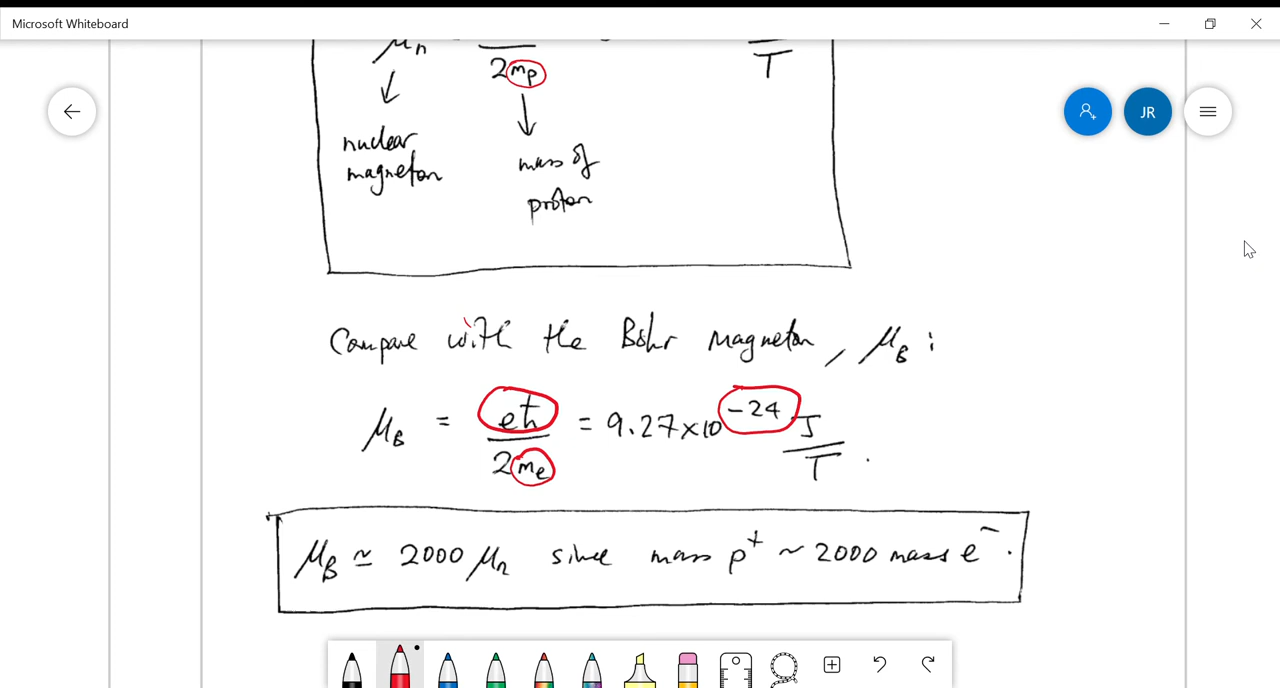 Microsoft Whiteboard
μn
2mp T
nuclear
magneton
mass of
proton
JR
Compare with the Bohr magneton, μB :
μB = eħ / 2me = 9.27×10^-24 J/T .
μB ≃ 2000 μn since mass p+ ~ 2000 mass e- .